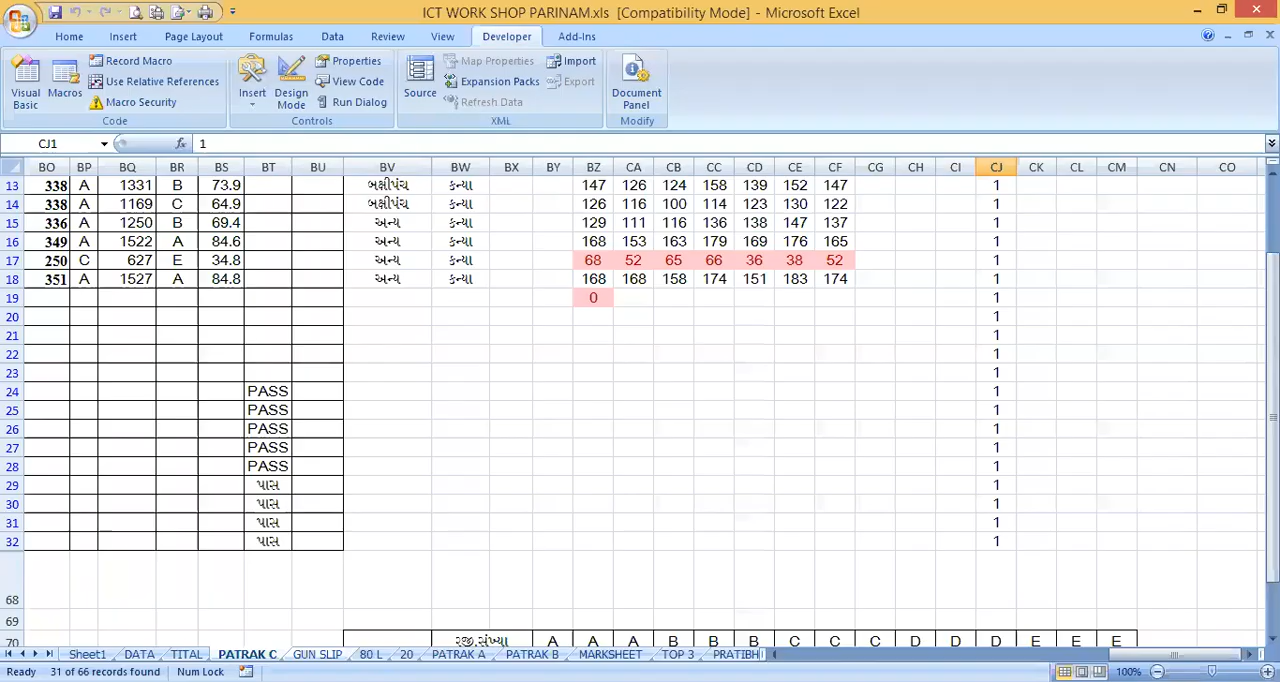 ICT WORK SHOP PARINAM.xls [Compatibility Mode] - Microsoft Excel
Home Insert Page Layout Formulas Data Review View Developer Add-Ins
Record Macro Properties Map Properties Import
Use Relative References View Code Expansion Packs Export
Macro Security Run Dialog Refresh Data
Visual Basic Macros Insert Design Mode Source Document Panel
Code Controls XML Modify
CJ1 fx 1
BO BP BQ BR BS BT BU BV BW BX BY BZ CA CB CC CD CE CF CG CH CI CJ CK CL CM CN CO
13 338 A 1331 B 73.9 બક્ષીપંચ કન્યા 147 126 124 158 139 152 147 1
14 338 A 1169 C 64.9 બક્ષીપંચ કન્યા 126 116 100 114 123 130 122 1
15 336 A 1250 B 69.4 અન્ય કન્યા 129 111 116 136 138 147 137 1
16 349 A 1522 A 84.6 અન્ય કન્યા 168 153 163 179 169 176 165 1
17 250 C 627 E 34.8 અન્ય કન્યા 68 52 65 66 36 38 52 1
18 351 A 1527 A 84.8 અન્ય કન્યા 168 168 158 174 151 183 174 1
19 0 1
20 1
21 1
22 1
23 1
24 PASS 1
25 PASS 1
26 PASS 1
27 PASS 1
28 PASS 1
29 પાસ 1
30 પાસ 1
31 પાસ 1
32 પાસ 1
68
69
70 રજી.સંખ્યા A A A B B B C C C D D D E E E
Sheet1 DATA TITAL PATRAK C GUN SLIP 80 L 20 PATRAK A PATRAK B MARKSHEET TOP 3 PRATIBH
Ready 31 of 66 records found Num Lock 100%